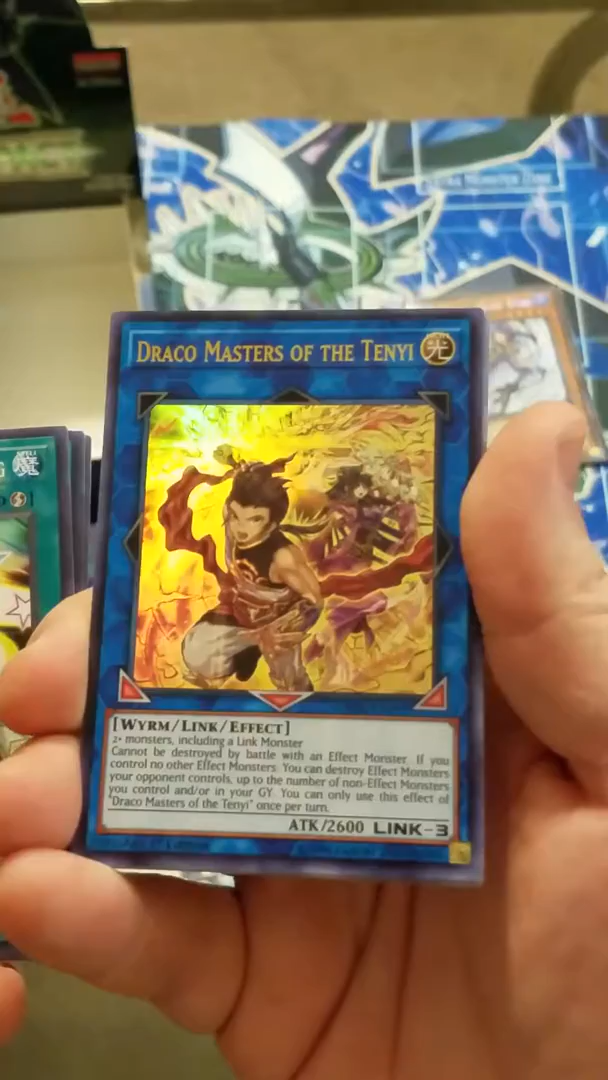 DRACO MASTERS OF THE TENYI
光
G
魔
[WYRM/LINK/EFFECT]
2+ monsters, including a Link Monster
Cannot be destroyed by battle with an Effect Monster. If you
control no other Effect Monsters: You can destroy Effect Monsters
your opponent controls, up to the number of non-Effect Monsters
you control and/or in your GY. You can only use this effect of
"Draco Masters of the Tenyi" once per turn.
ATK/2600 LINK-3